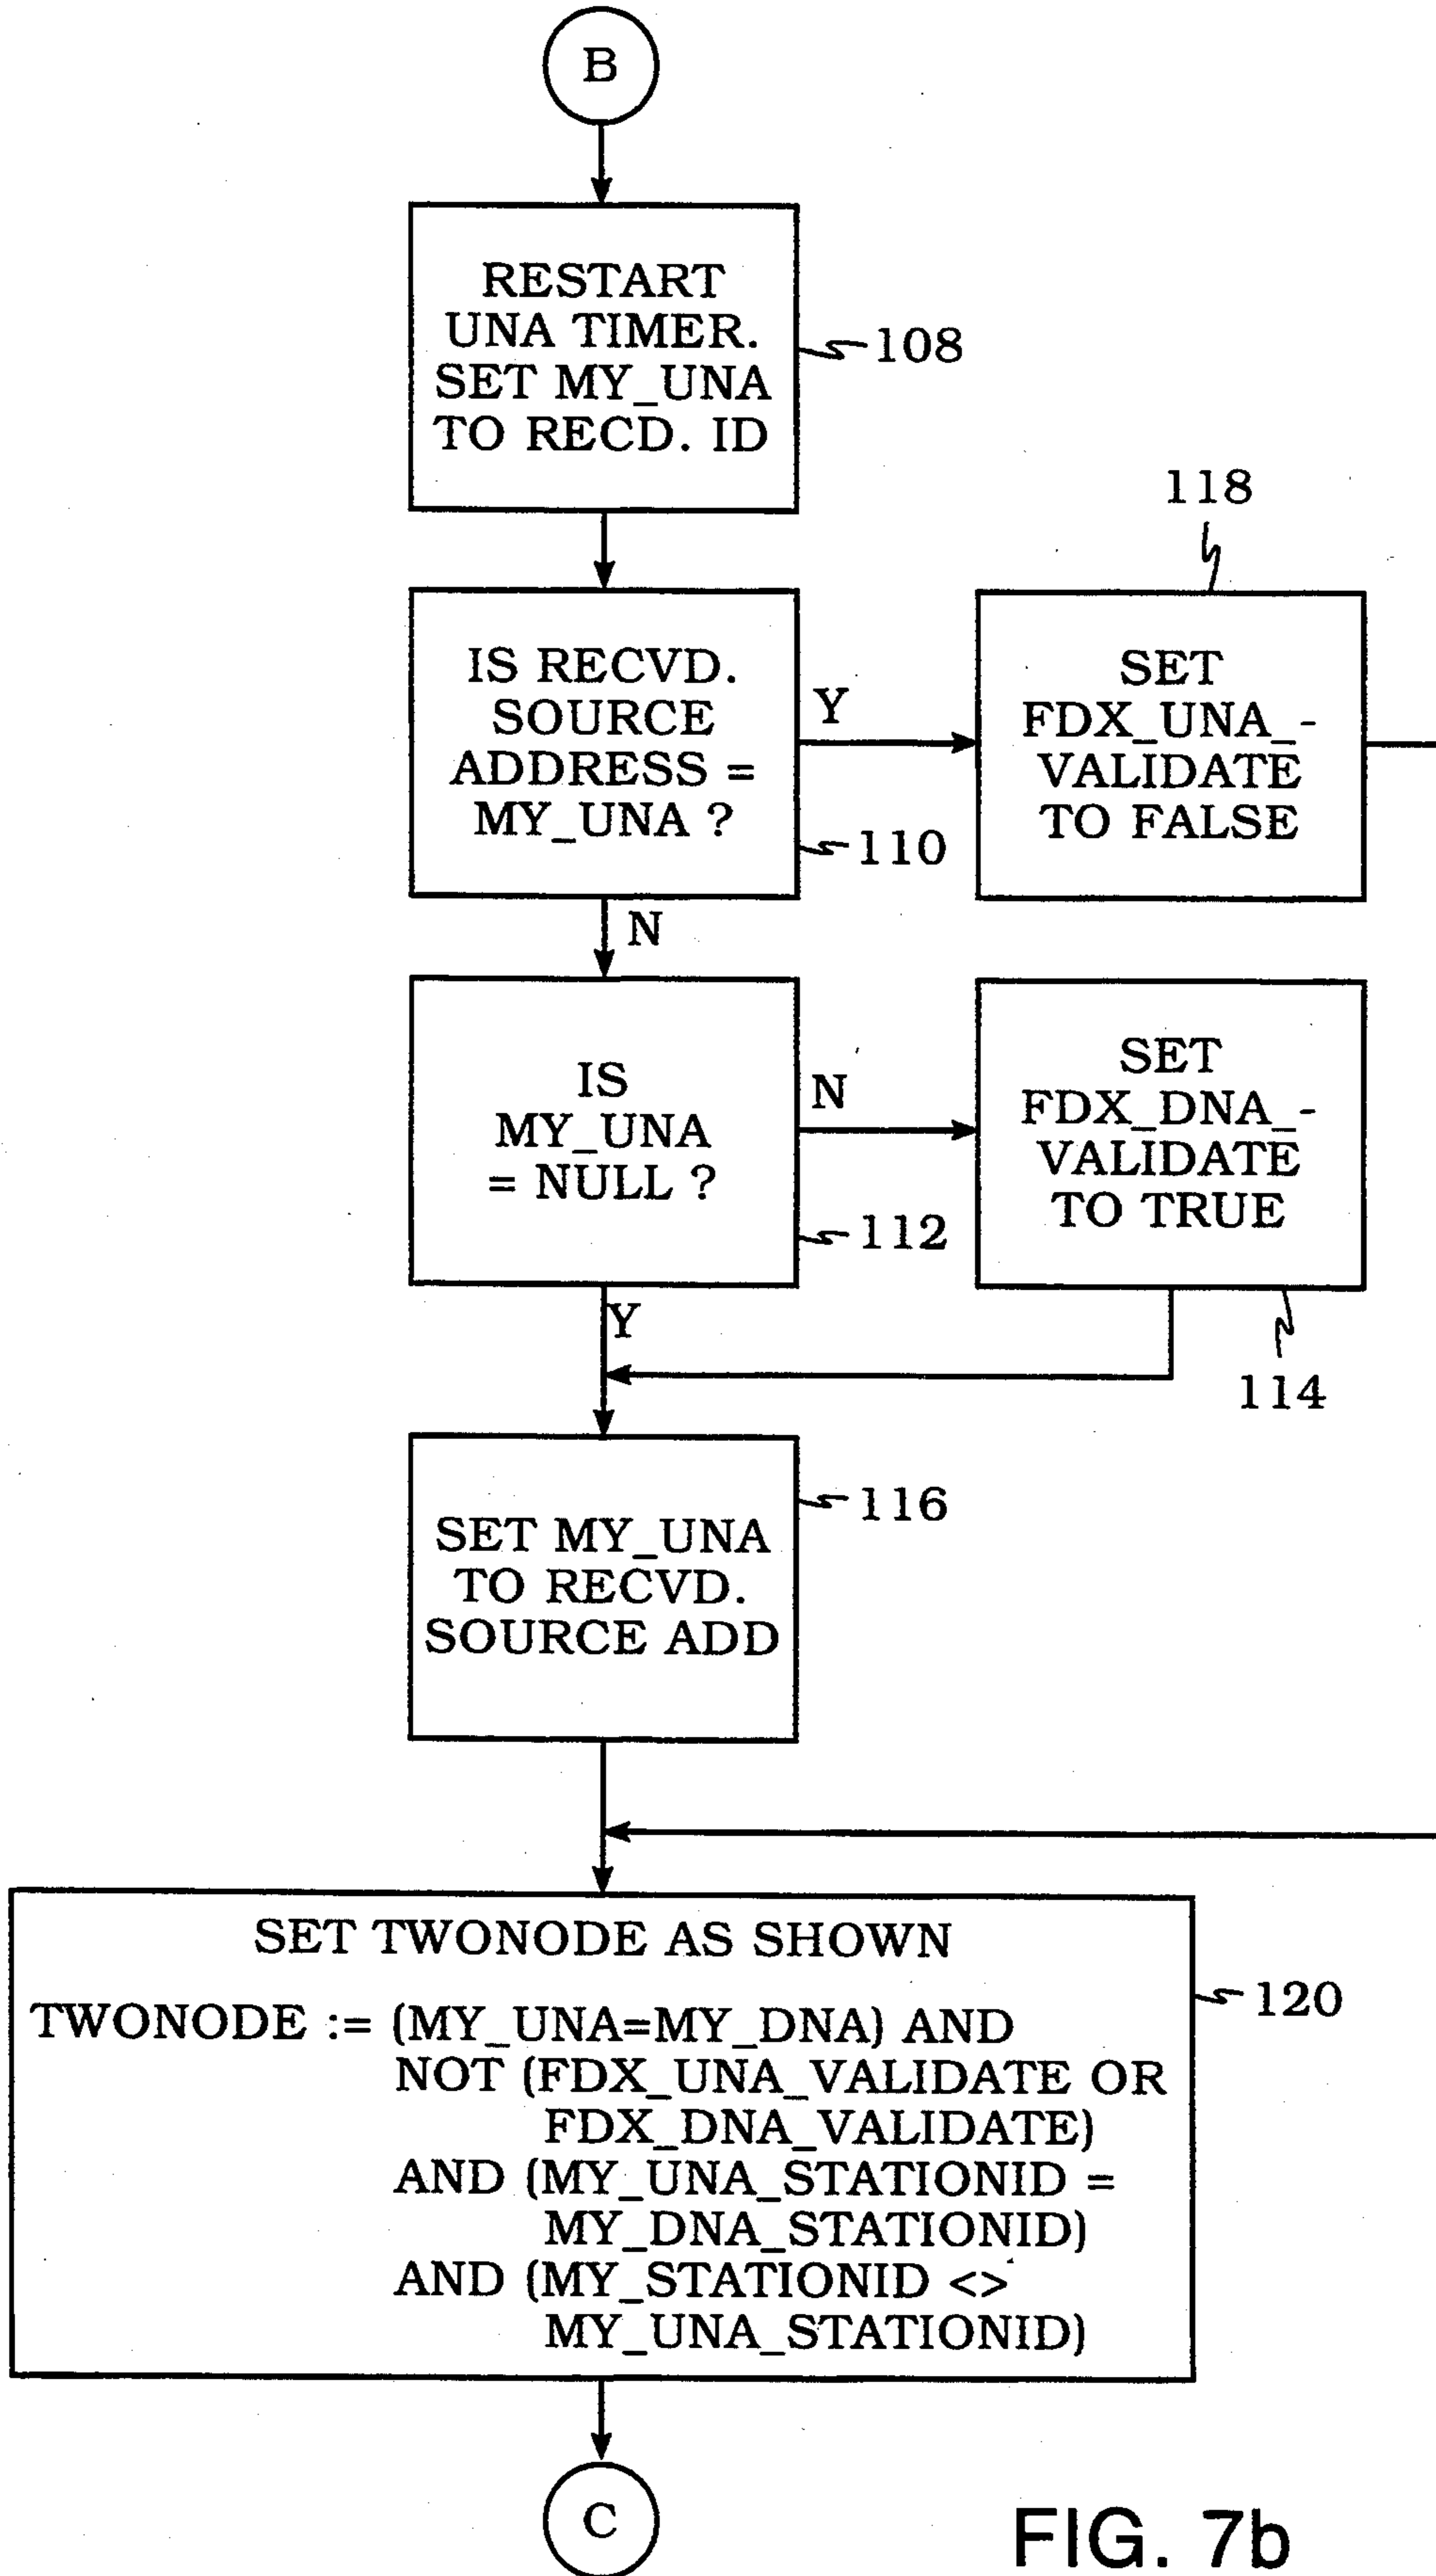 B
RESTART
UNA TIMER.
SET MY_UNA
TO RECD. ID
108
118
IS RECVD.
SOURCE
ADDRESS =
MY_UNA ?
110
Y
SET
FDX_UNA_-
VALIDATE
TO FALSE
N
IS
MY_UNA
= NULL ?
112
N
SET
FDX_DNA_-
VALIDATE
TO TRUE
Y
114
SET MY_UNA
TO RECVD.
SOURCE ADD
116
SET TWONODE AS SHOWN
TWONODE := (MY_UNA=MY_DNA) AND
NOT (FDX_UNA_VALIDATE OR
FDX_DNA_VALIDATE)
AND (MY_UNA_STATIONID =
MY_DNA_STATIONID)
AND (MY_STATIONID <>
MY_UNA_STATIONID)
120
C
FIG. 7b